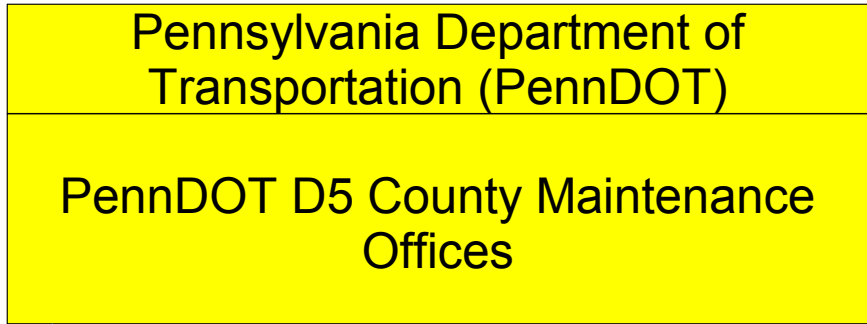 Pennsylvania Department of
Transportation (PennDOT)
PennDOT D5 County Maintenance
Offices